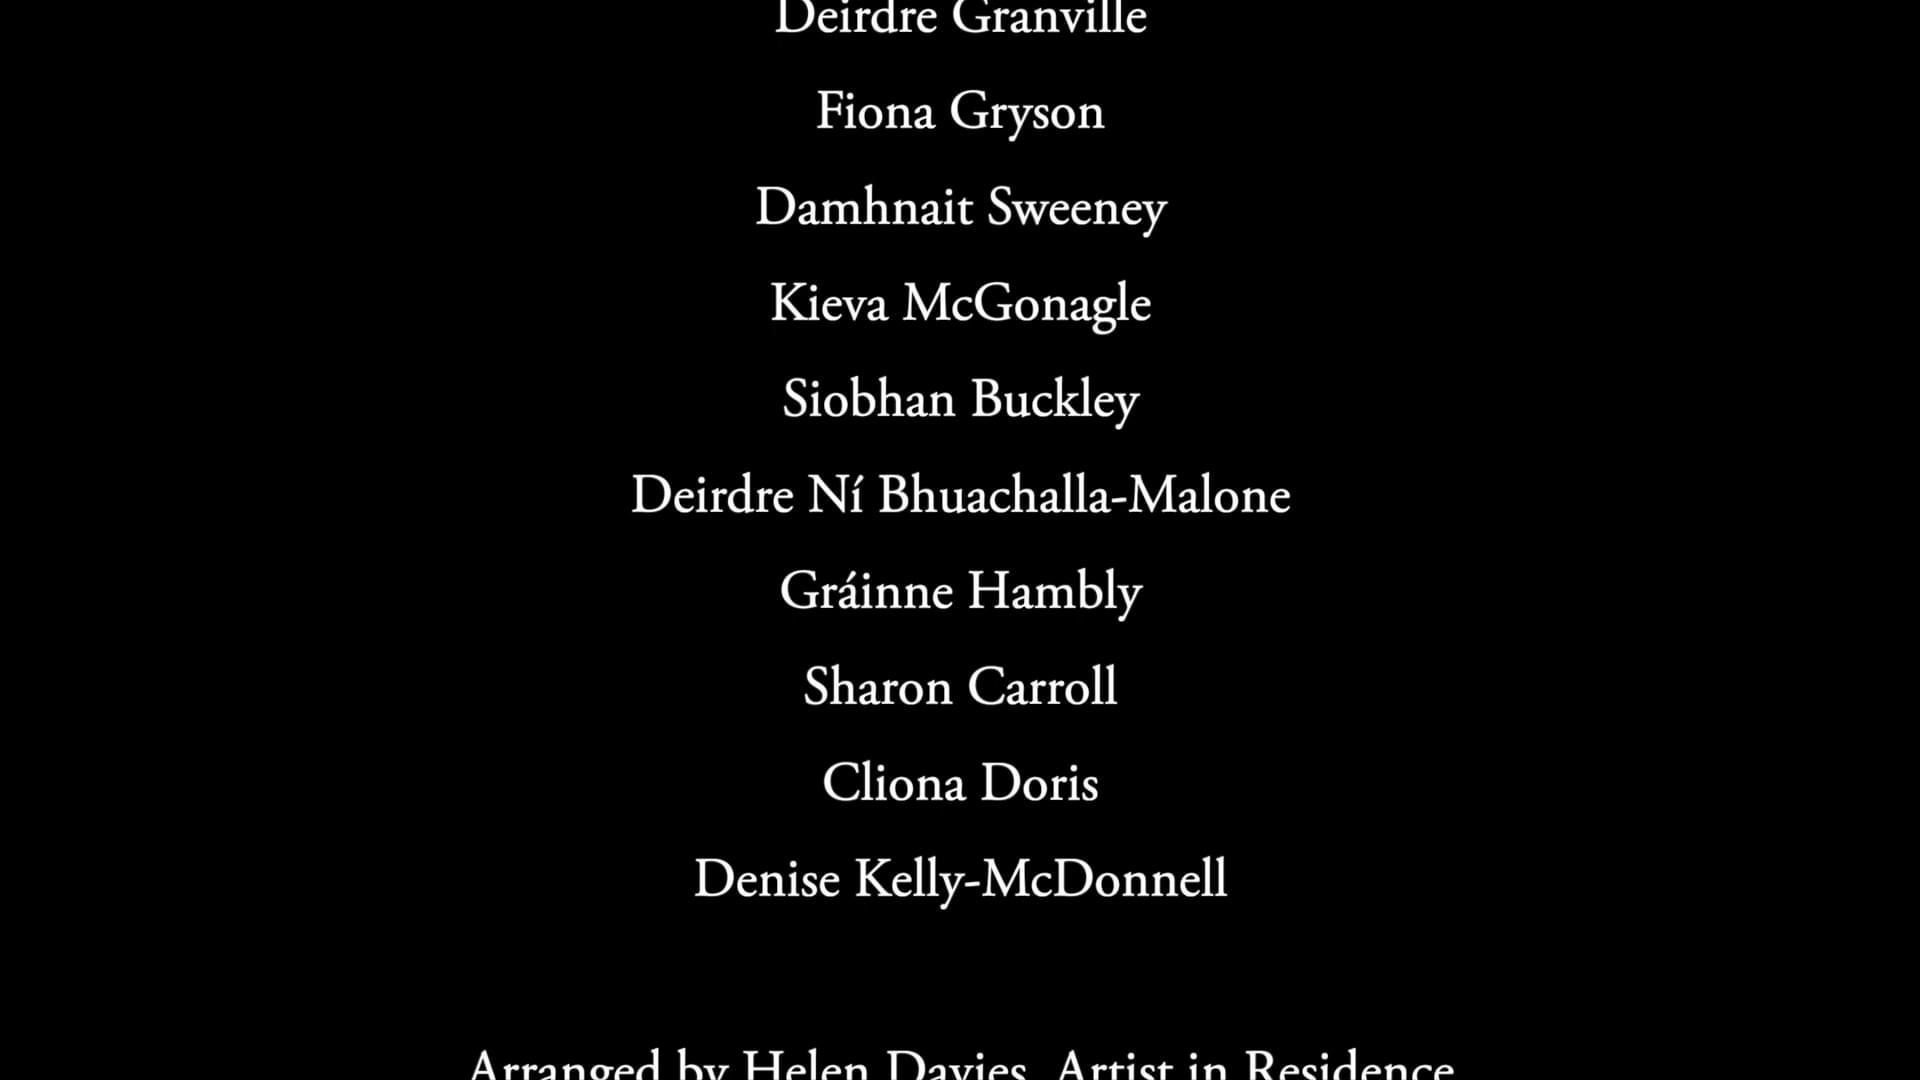 Deirdre Granville
Fiona Gryson
Damhnait Sweeney
Kieva McGonagle
Siobhan Buckley
Deirdre Ní Bhuachalla-Malone
Gráinne Hambly
Sharon Carroll
Cliona Doris
Denise Kelly-McDonnell
Arranged by Helen Davies, Artist in Residence